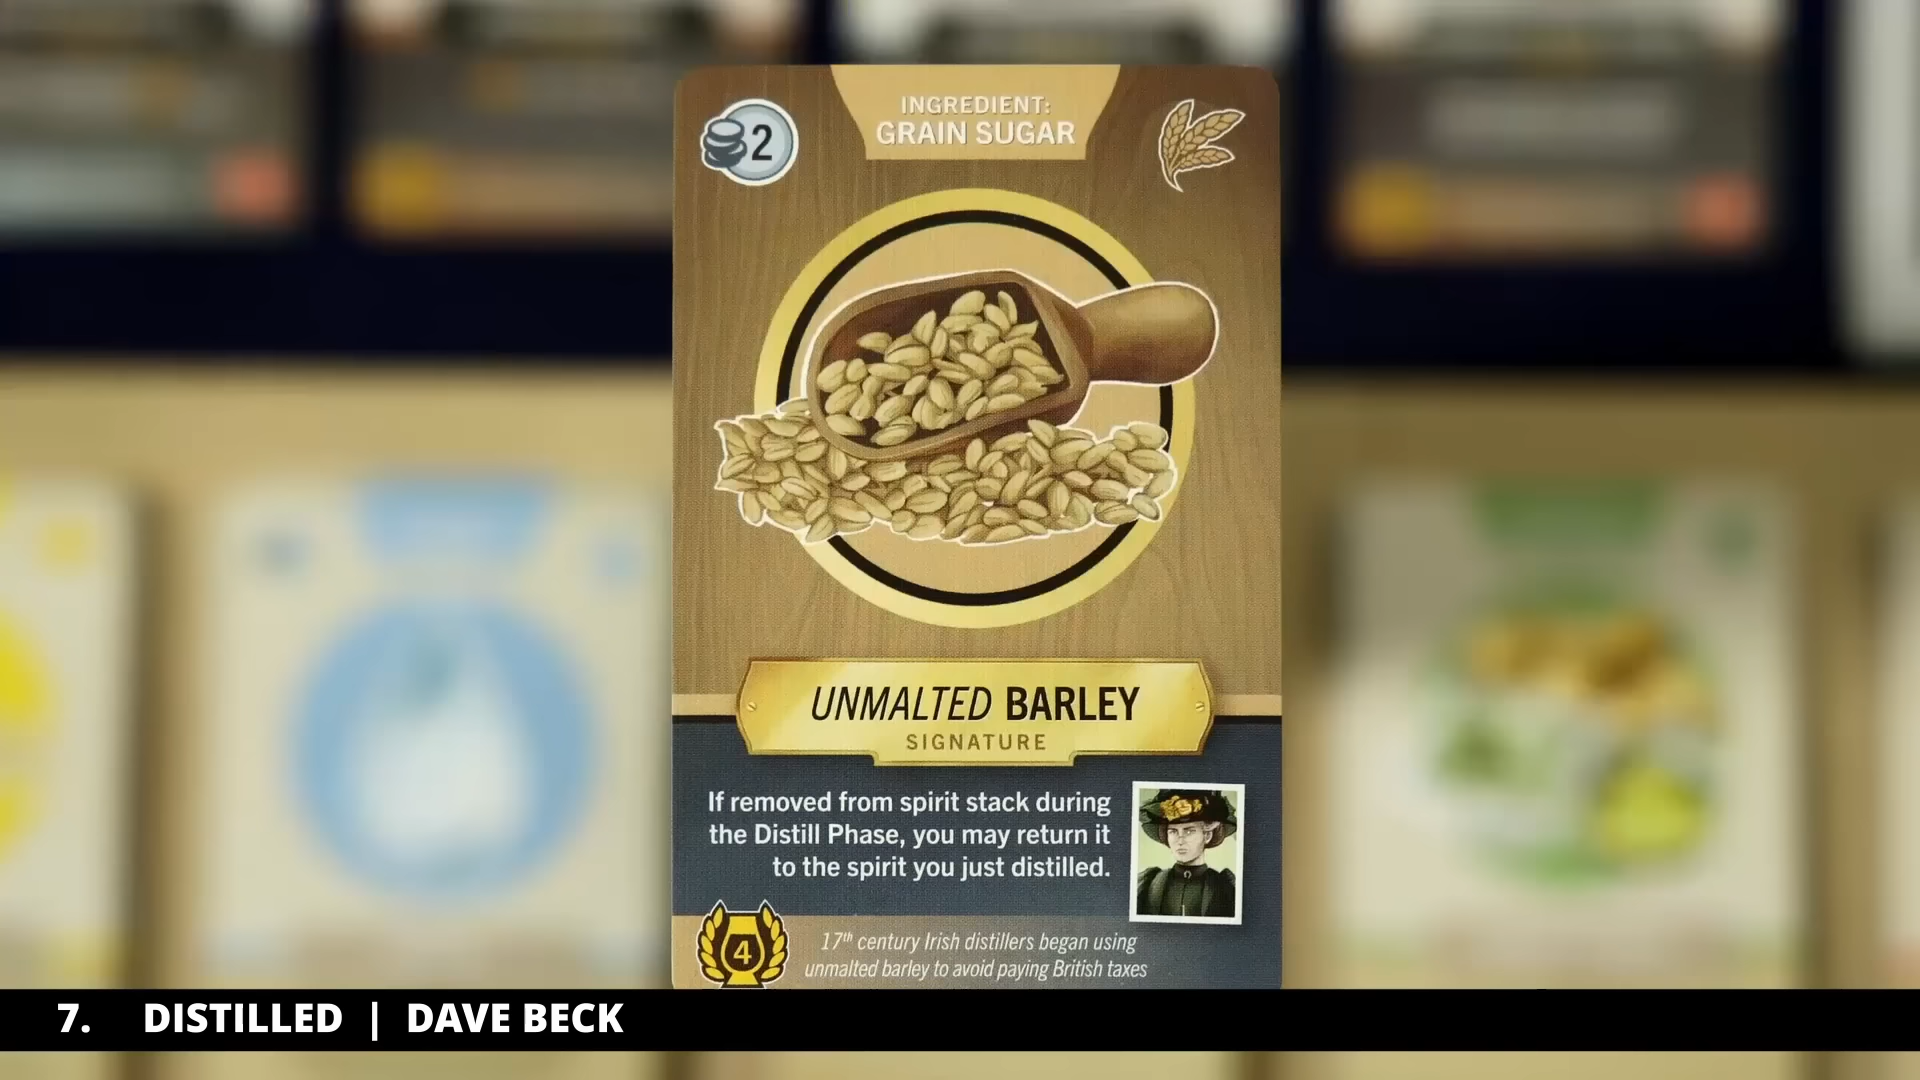 2
INGREDIENT:
GRAIN SUGAR
UNMALTED BARLEY
SIGNATURE
If removed from spirit stack during
the Distill Phase, you may return it
to the spirit you just distilled.
4
17th century Irish distillers began using
unmalted barley to avoid paying British taxes
7. DISTILLED | DAVE BECK